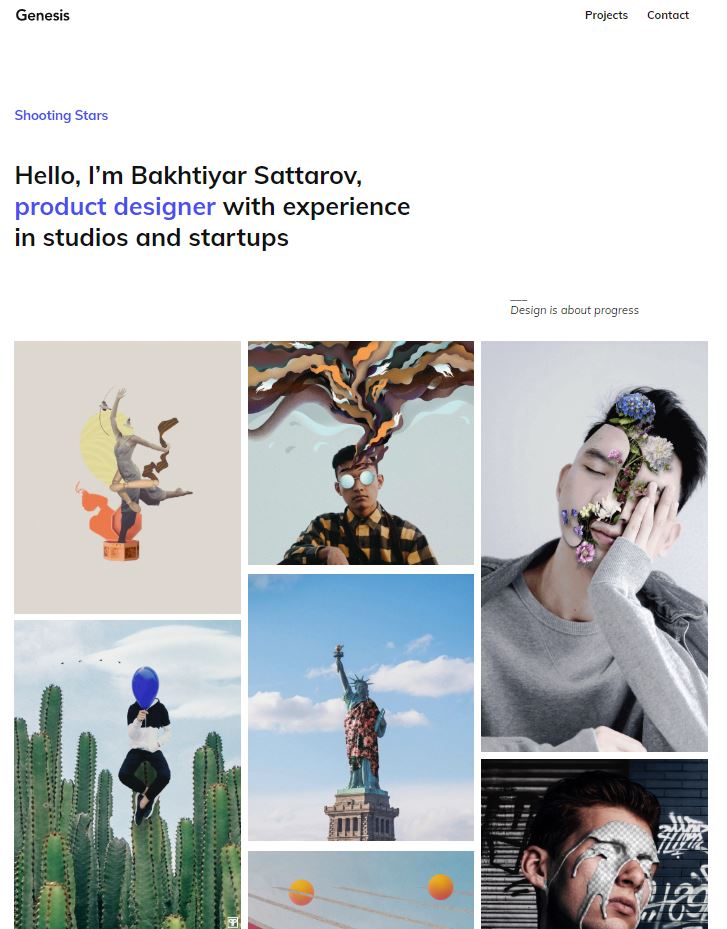 Genesis
Projects Contact
Shooting Stars
Hello, I’m Bakhtiyar Sattarov,
product designer with experience
in studios and startups
Design is about progress